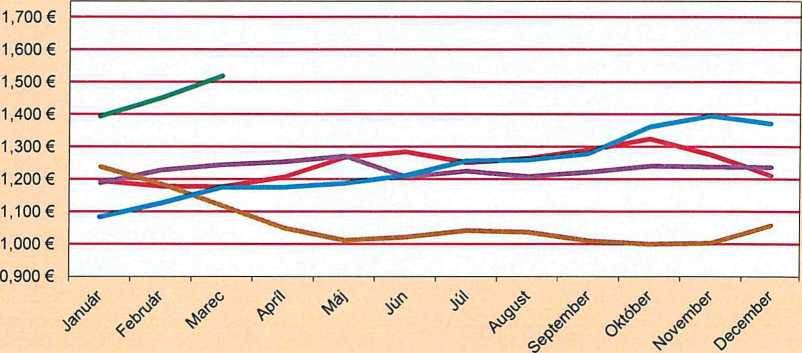 1,700 €
1,600 €
1,500 €
1,400 €
1,300 €
1,200 €
1,100 €
1,000 €
0,900 €
Január
Február
Marec
Apríl
Máj
Jún
Júl
August
September
Október
November
December